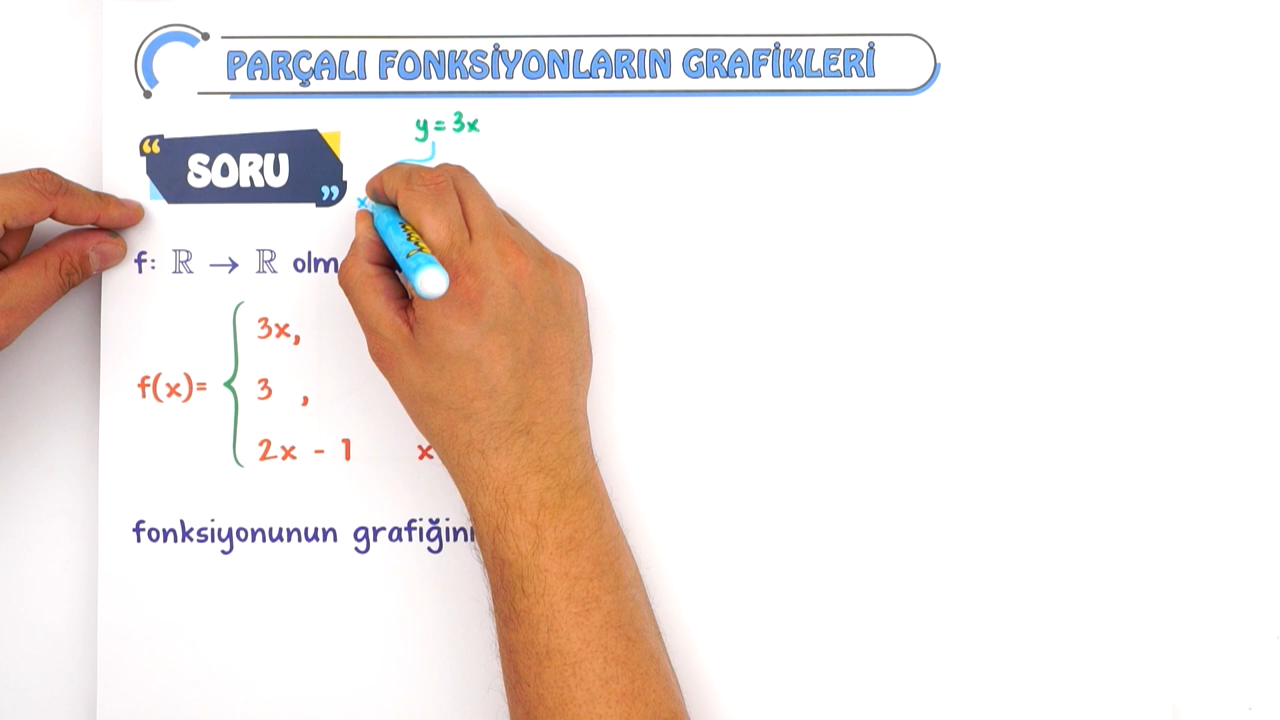 PARÇALI FONKSİYONLARIN GRAFİKLERİ
y = 3x
“ SORU ”
x
f: ℝ → ℝ olm
3x,
f(x)= 3 ,
2x - 1 x
fonksiyonunun grafiğini